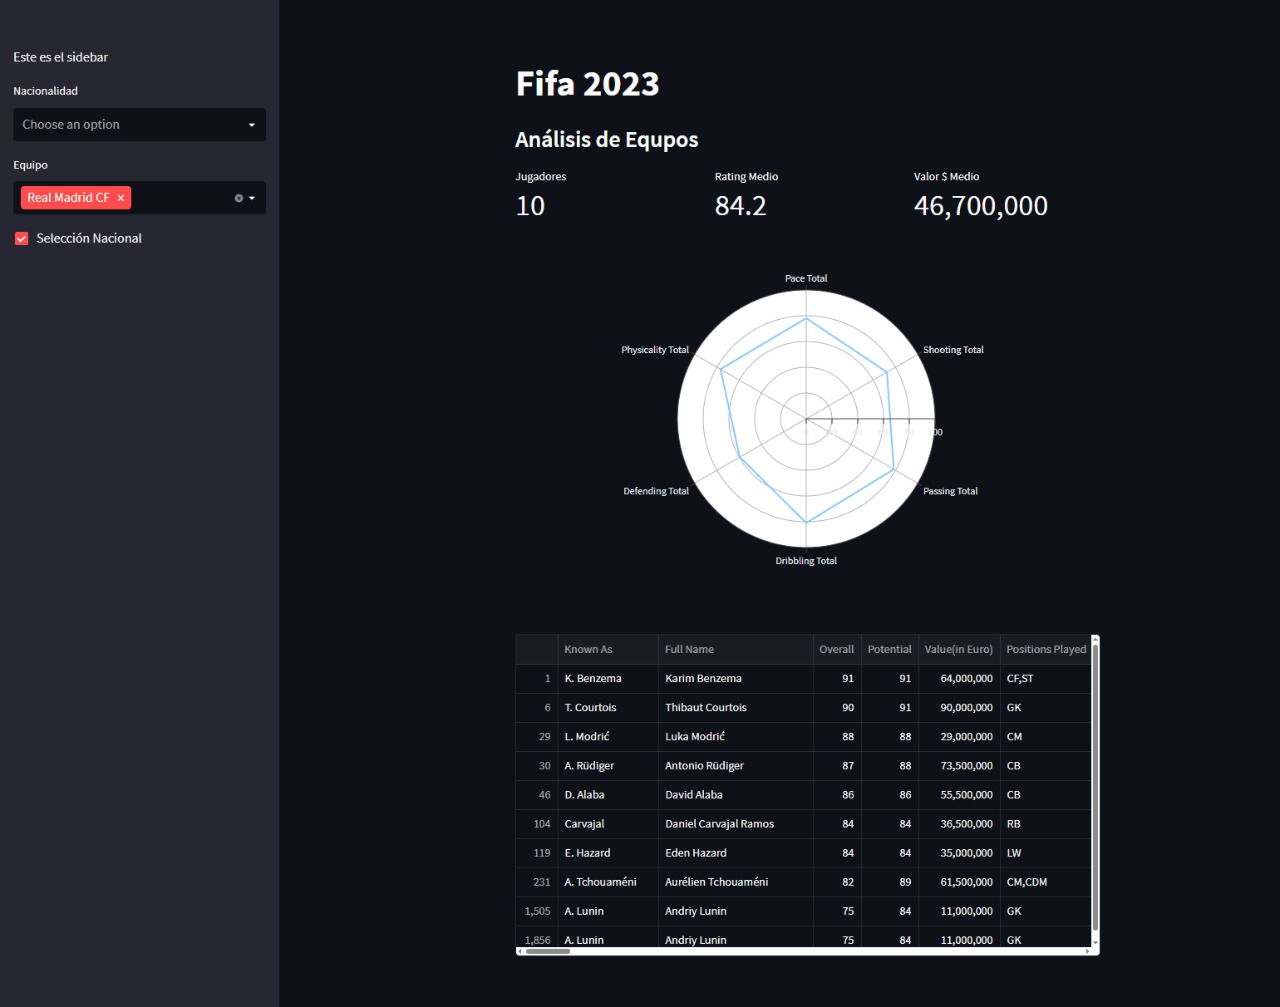 Este es el sidebar
Nacionalidad
Choose an option
Equipo
Real Madrid CF ×
Selección Nacional
Fifa 2023
Análisis de Equpos
Jugadores Rating Medio Valor $ Medio
10 84.2 46,700,000
Pace Total
Physicality Total Shooting Total
0 20 40 60 80 100
Defending Total Passing Total
Dribbling Total
Known As Full Name Overall Potential Value(in Euro) Positions Played
1 K. Benzema Karim Benzema 91 91 64,000,000 CF,ST
6 T. Courtois Thibaut Courtois 90 91 90,000,000 GK
29 L. Modrić Luka Modrić 88 88 29,000,000 CM
30 A. Rüdiger Antonio Rüdiger 87 88 73,500,000 CB
46 D. Alaba David Alaba 86 86 55,500,000 CB
104 Carvajal Daniel Carvajal Ramos 84 84 36,500,000 RB
119 E. Hazard Eden Hazard 84 84 35,000,000 LW
231 A. Tchouaméni Aurélien Tchouaméni 82 89 61,500,000 CM,CDM
1,505 A. Lunin Andriy Lunin 75 84 11,000,000 GK
1,856 A. Lunin Andriy Lunin 75 84 11,000,000 GK